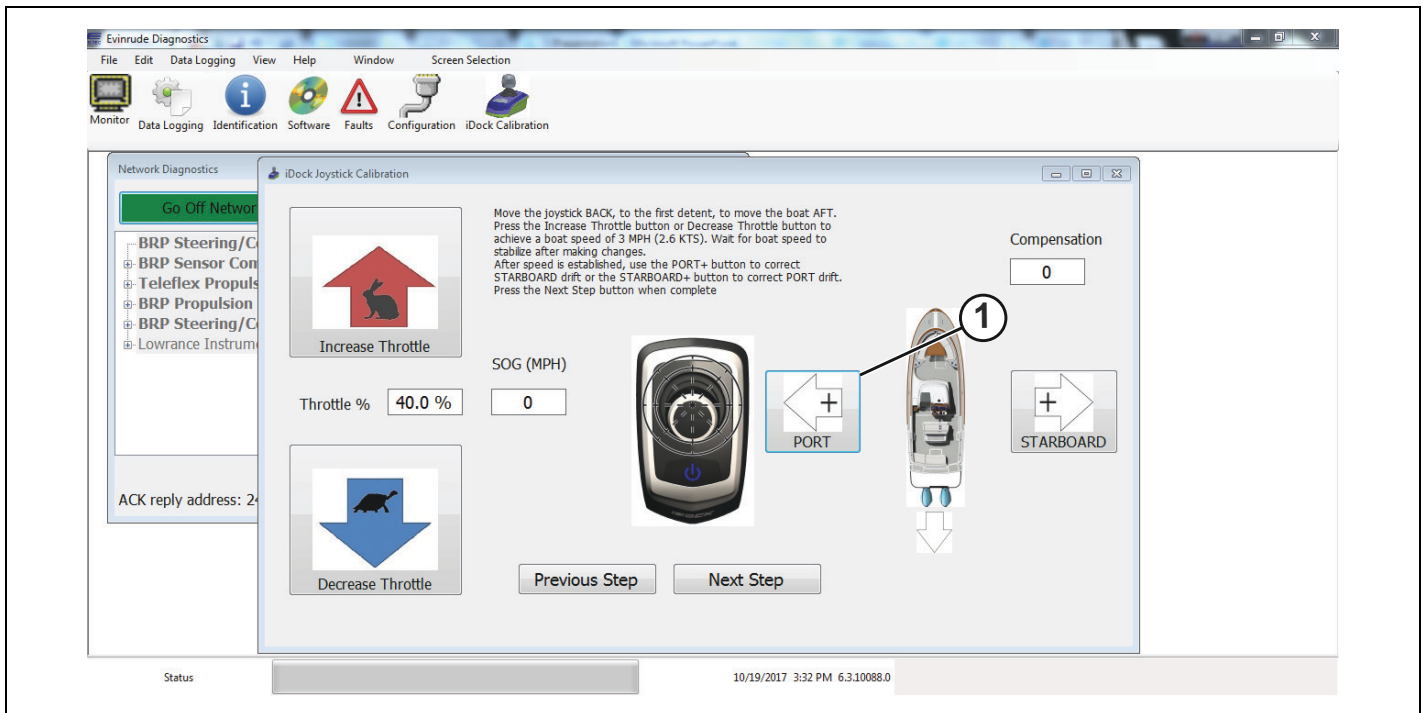 Evinrude Diagnostics
File Edit Data Logging View Help Window Screen Selection
Monitor Data Logging Identification Software Faults Configuration iDock Calibration
Network Diagnostics
iDock Joystick Calibration
Go Off Networ
BRP Steering/C
BRP Sensor Con
Teleflex Propuls
BRP Propulsion
BRP Steering/C
Lowrance Instrum
ACK reply address: 24
Increase Throttle
Throttle % 40.0 %
Decrease Throttle
Move the joystick BACK, to the first detent, to move the boat AFT.
Press the Increase Throttle button or Decrease Throttle button to
achieve a boat speed of 3 MPH (2.6 KTS). Wait for boat speed to
stabilize after making changes.
After speed is established, use the PORT+ button to correct
STARBOARD drift or the STARBOARD+ button to correct PORT drift.
Press the Next Step button when complete
SOG (MPH)
0
Compensation
0
1
+
PORT
+
STARBOARD
Previous Step Next Step
Status 10/19/2017 3:32 PM 6.3.10088.0